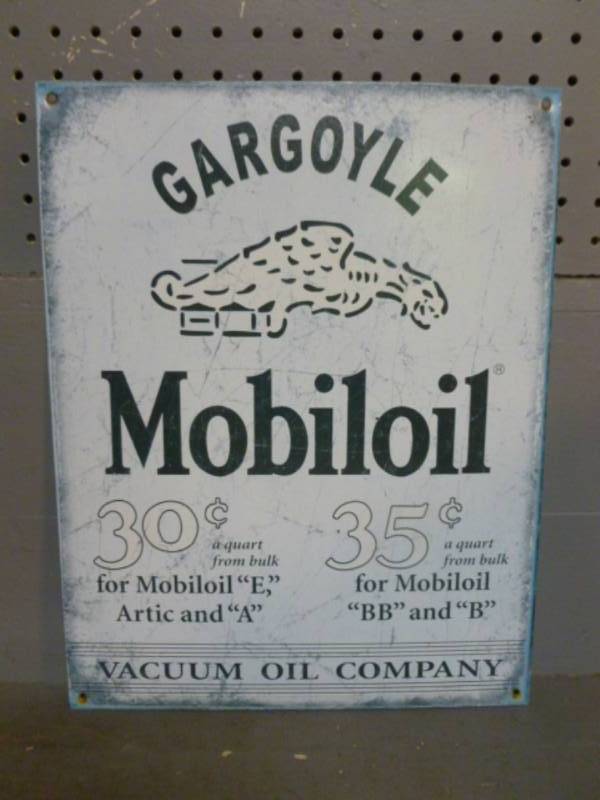 GARGOYLE
Mobiloil®
30¢ a quart from bulk
for Mobiloil “E,”
Artic and “A”
35¢ a quart from bulk
for Mobiloil
“BB” and “B”
VACUUM OIL COMPANY